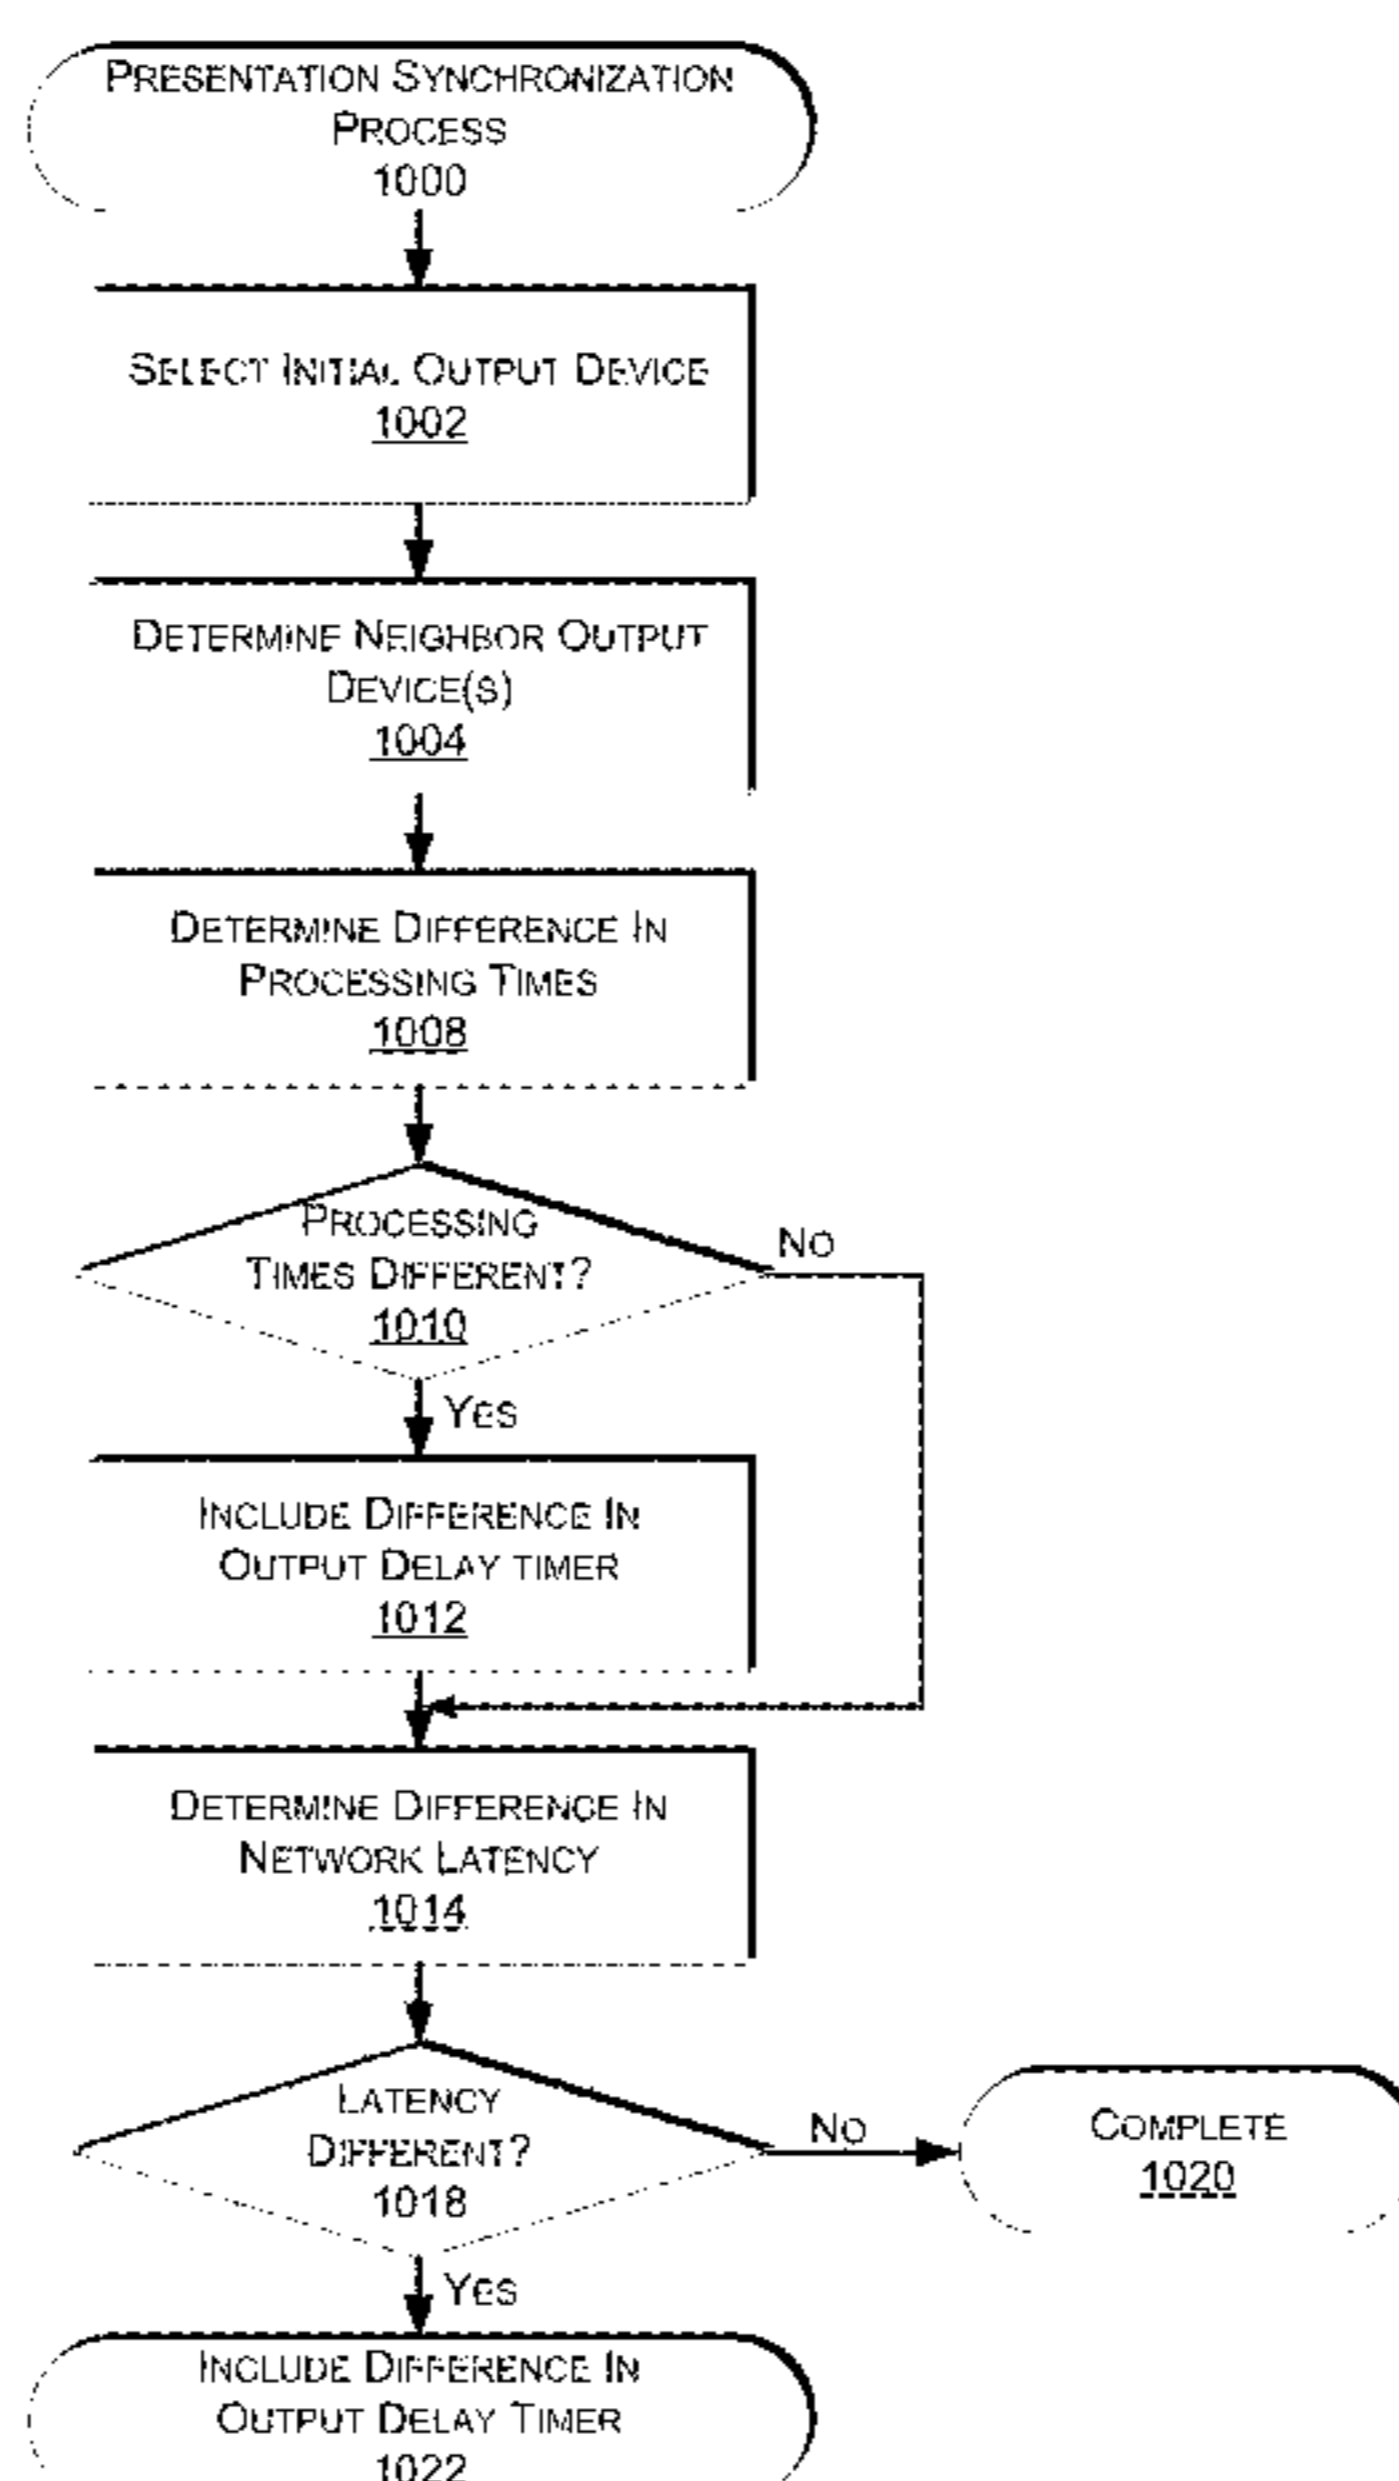 PRESENTATION SYNCHRONIZATION
PROCESS
1000
SELECT INITIAL OUTPUT DEVICE
1002
DETERMINE NEIGHBOR OUTPUT
DEVICE(S)
1004
DETERMINE DIFFERENCE IN
PROCESSING TIMES
1008
PROCESSING
TIMES DIFFERENT?
1010
NO
YES
INCLUDE DIFFERENCE IN
OUTPUT DELAY TIMER
1012
DETERMINE DIFFERENCE IN
NETWORK LATENCY
1014
LATENCY
DIFFERENT?
1018
NO
COMPLETE
1020
YES
INCLUDE DIFFERENCE IN
OUTPUT DELAY TIMER
1022